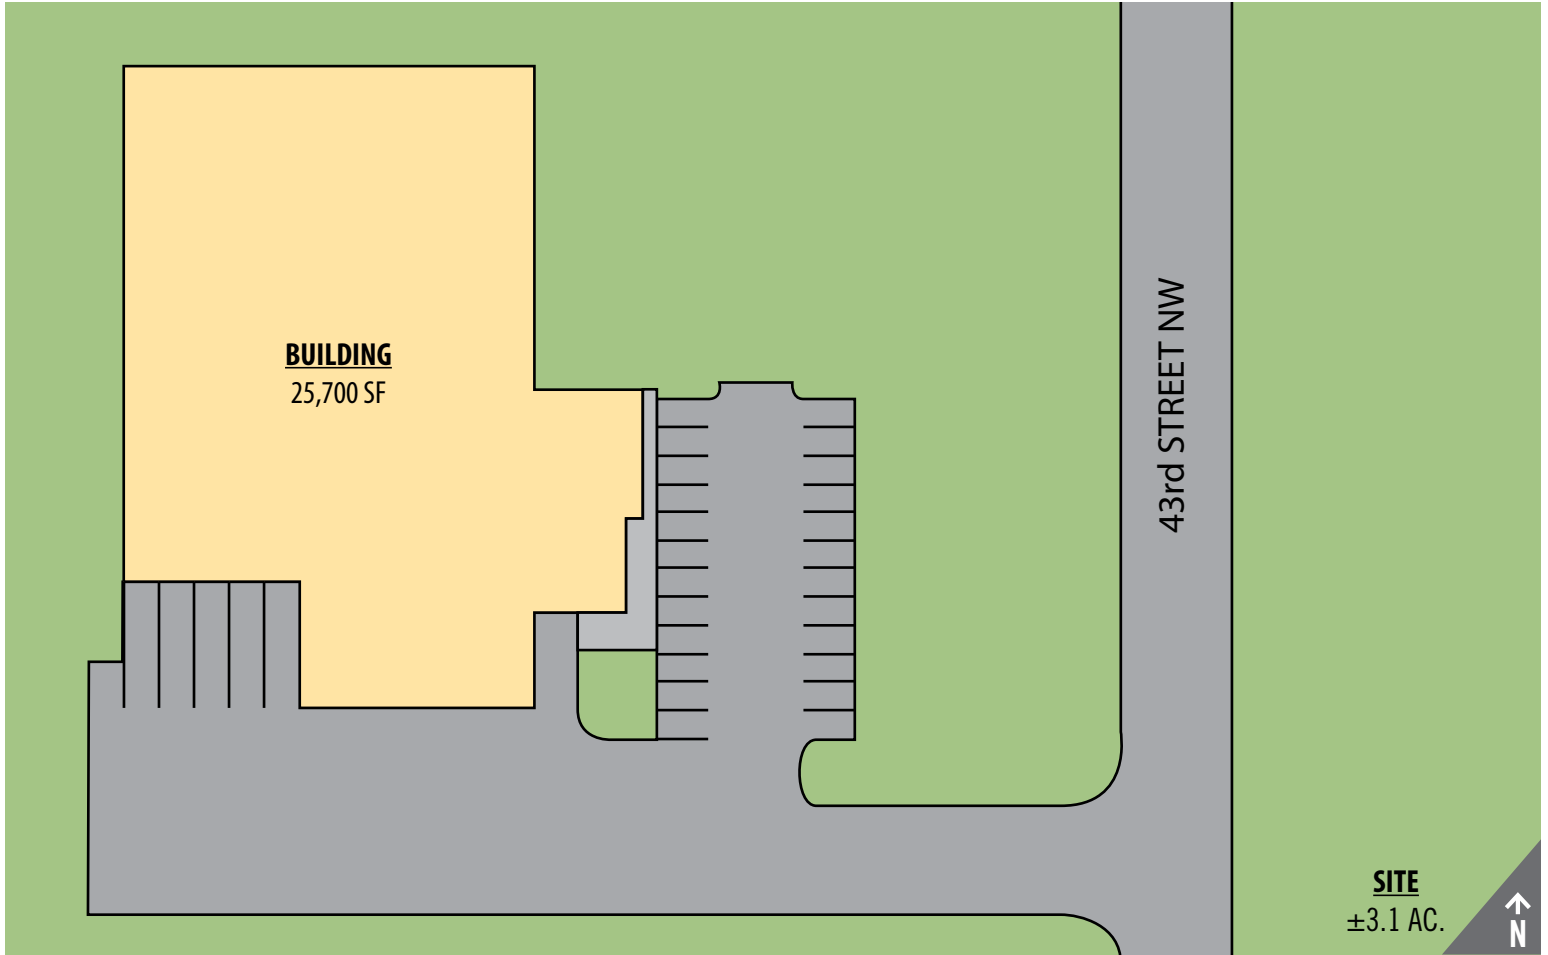 BUILDING
25,700 SF
43rd STREET NW
SITE
±3.1 AC.
N